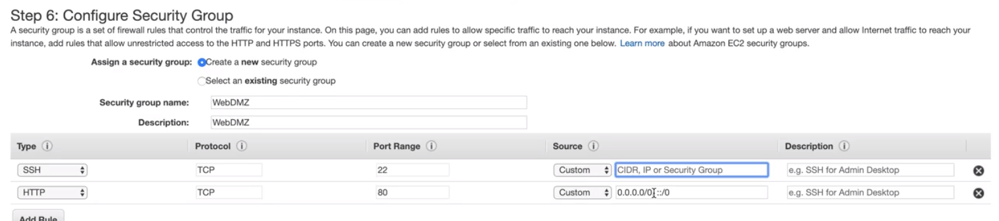 Step 6: Configure Security Group
A security group is a set of firewall rules that control the traffic for your instance. On this page, you can add rules to allow specific traffic to reach your instance. For example, if you want to set up a web server and allow Internet traffic to reach your
instance, add rules that allow unrestricted access to the HTTP and HTTPS ports. You can create a new security group or select from an existing one below. Learn more about Amazon EC2 security groups.
Assign a security group: Create a new security group
Select an existing security group
Security group name: WebDMZ
Description: WebDMZ
Type i Protocol i Port Range i Source i Description i
SSH TCP 22 Custom CIDR, IP or Security Group e.g. SSH for Admin Desktop
HTTP TCP 80 Custom 0.0.0.0/0, ::/0 e.g. SSH for Admin Desktop
Add Rule